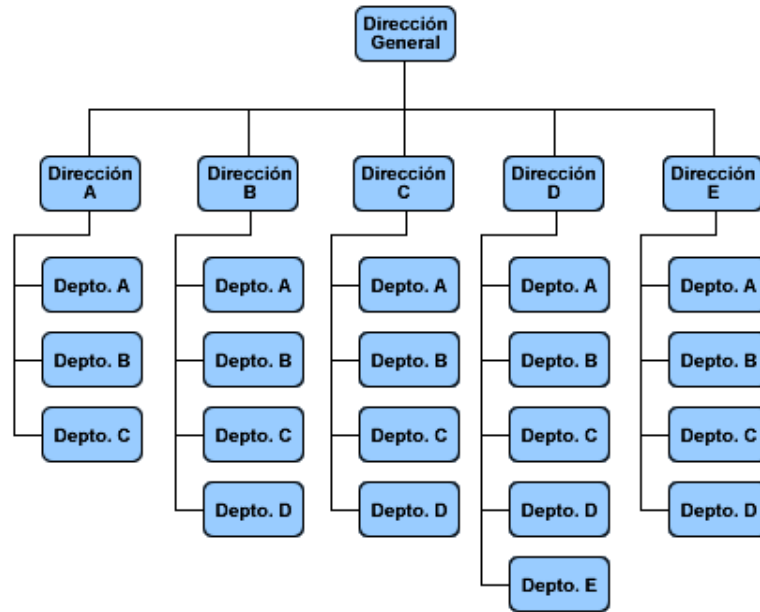 Dirección
General
Dirección
A
Dirección
B
Dirección
C
Dirección
D
Dirección
E
Depto. A
Depto. A
Depto. A
Depto. A
Depto. A
Depto. B
Depto. B
Depto. B
Depto. B
Depto. B
Depto. C
Depto. C
Depto. C
Depto. C
Depto. C
Depto. D
Depto. D
Depto. D
Depto. D
Depto. E